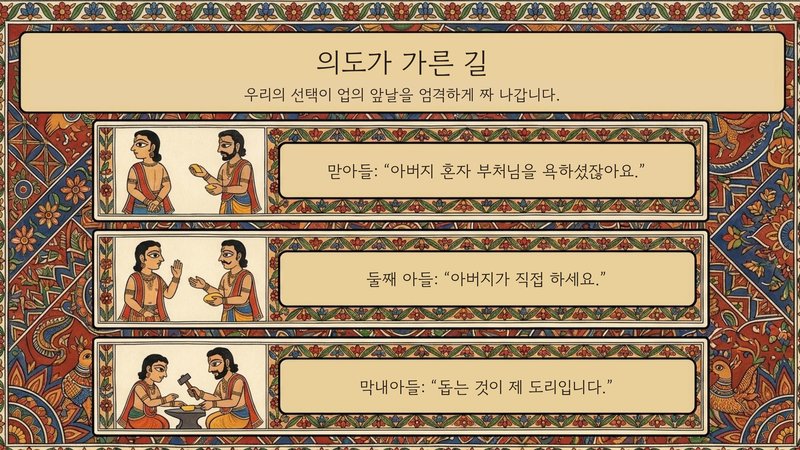 의도가 가른 길
우리의 선택이 업의 앞날을 엄격하게 짜 나갑니다.
맏아들: “아버지 혼자 부처님을 욕하셨잖아요.”
둘째 아들: “아버지가 직접 하세요.”
막내아들: “돕는 것이 제 도리입니다.”